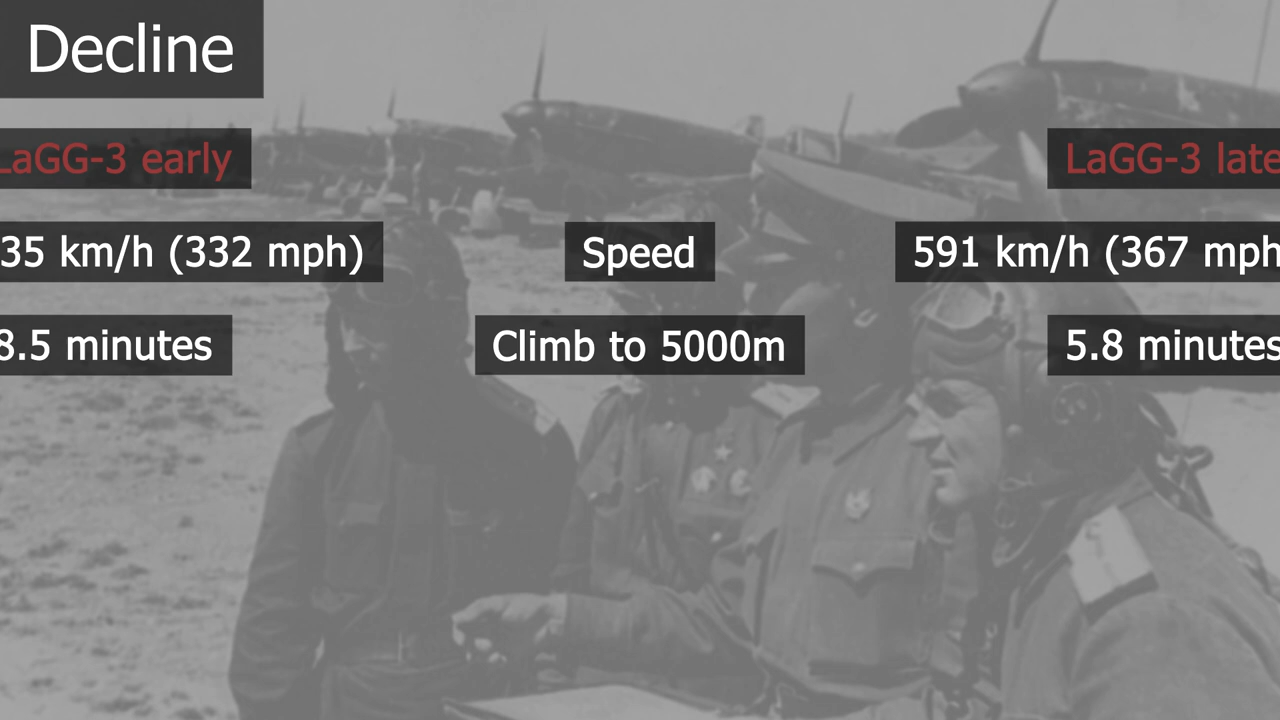 Decline
LaGG-3 early
LaGG-3 late
35 km/h (332 mph)
Speed
591 km/h (367 mph
8.5 minutes
Climb to 5000m
5.8 minutes